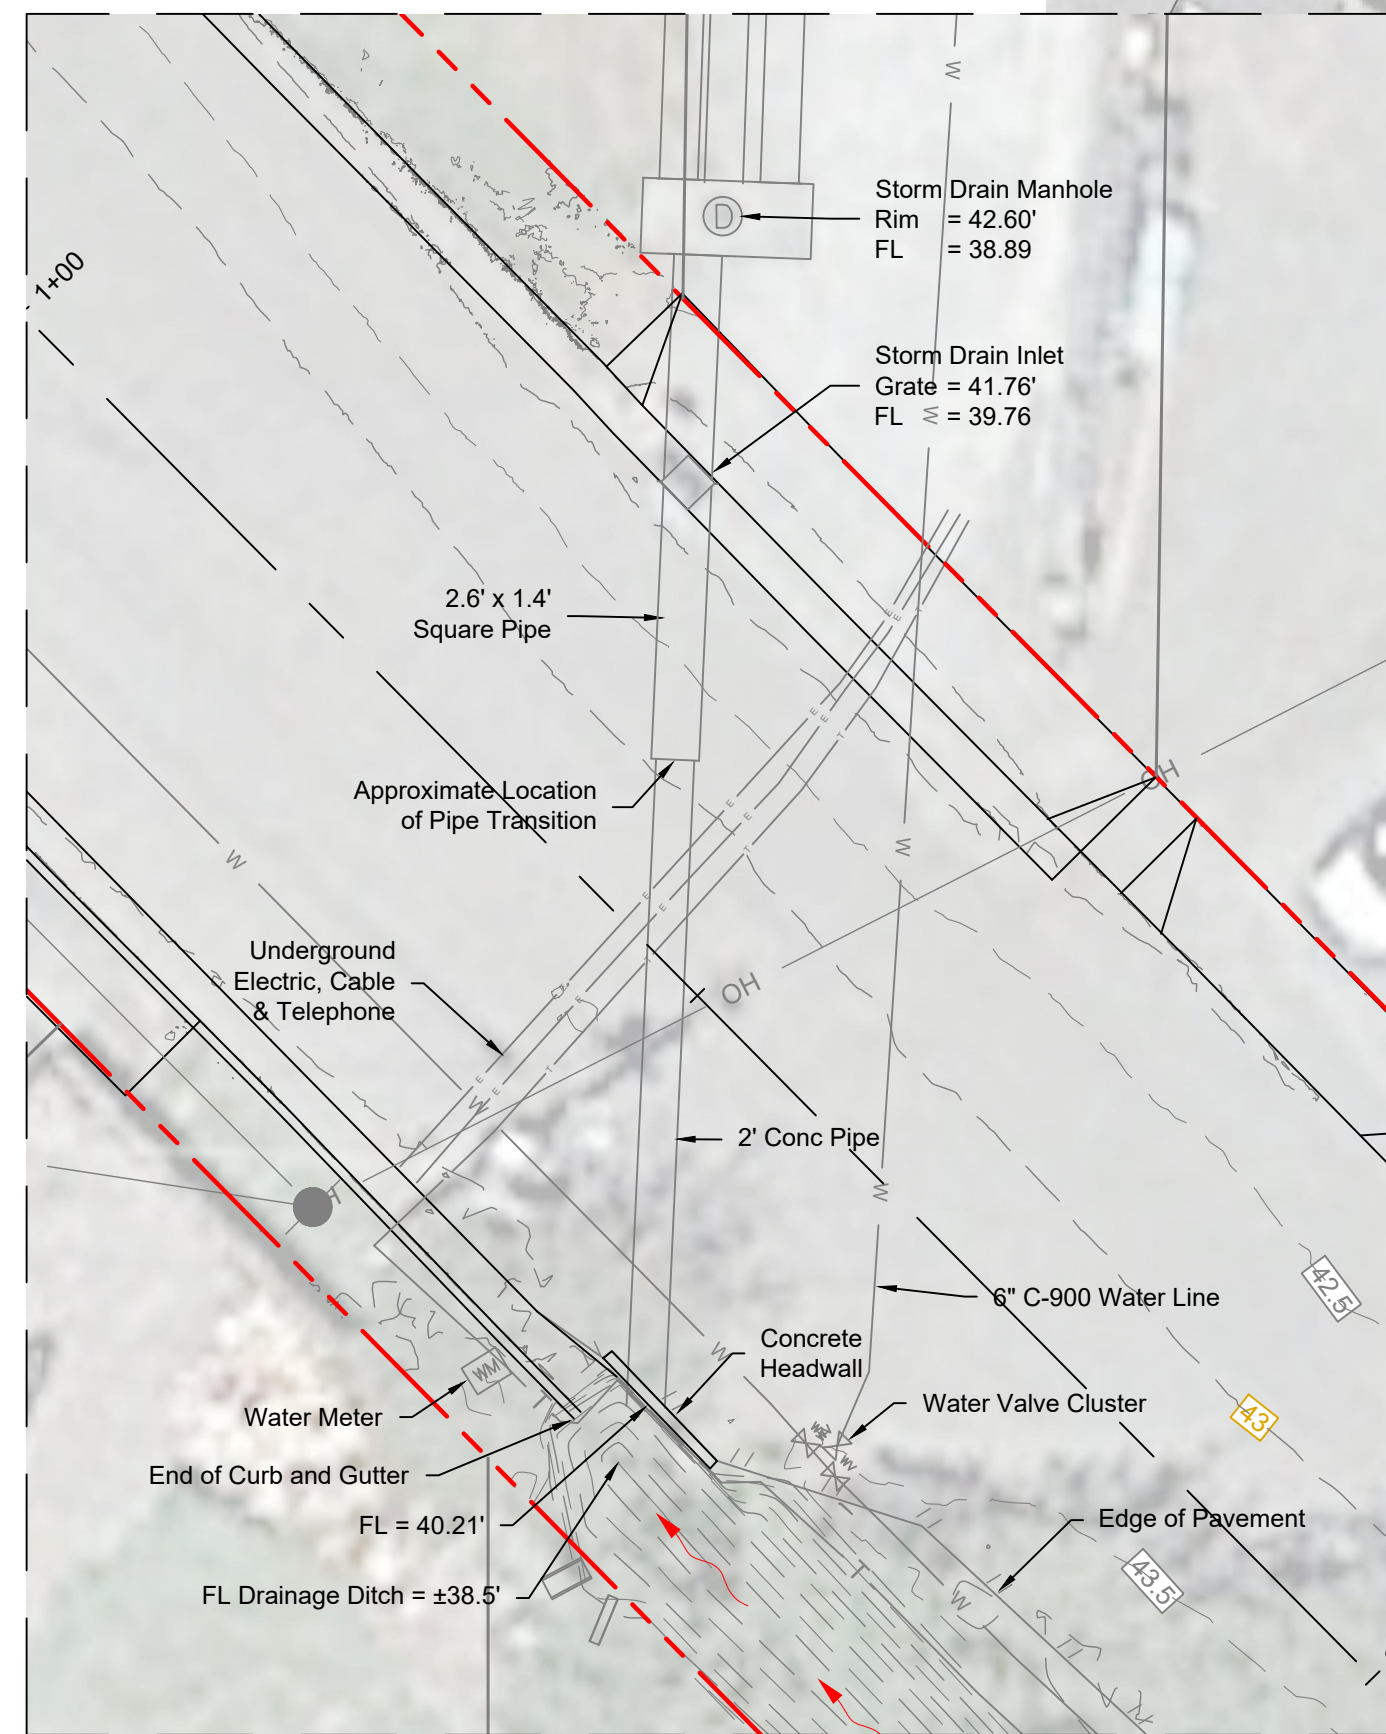 W
Storm Drain Manhole
Rim = 42.60'
FL = 38.89
D
1+00
Storm Drain Inlet
Grate = 41.76'
FL = 39.76
W
2.6' x 1.4'
Square Pipe
E
E
T
E
E
T
OH
Approximate Location
of Pipe Transition
E
E
T
W
W
E
E
T
Underground
Electric, Cable
& Telephone
OH
E
E
T
W
2' Conc Pipe
W
42.5
6" C-900 Water Line
Concrete
Headwall
W
WM
Water Meter
Water Valve Cluster
WV
WV
43
End of Curb and Gutter
FL = 40.21'
Edge of Pavement
T
43.5
FL Drainage Ditch = ±38.5'
W